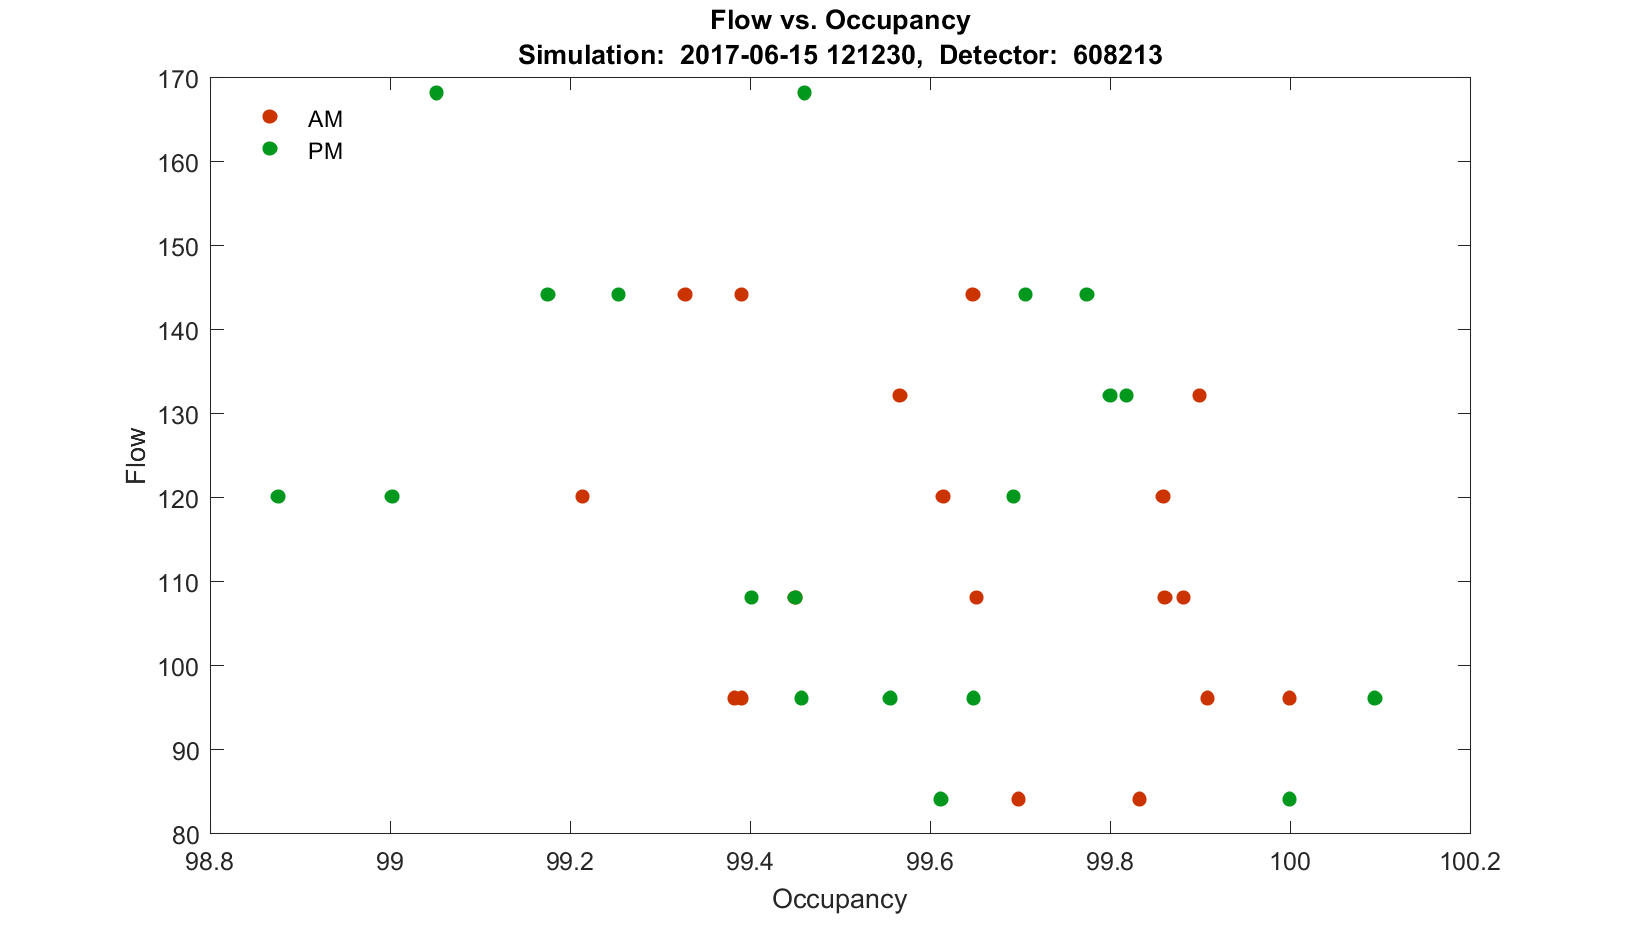 Flow vs. Occupancy
Simulation:  2017-06-15 121230,  Detector:  608213
AM
PM
170
160
150
140
130
120
110
100
90
80
Flow
98.8 99 99.2 99.4 99.6 99.8 100 100.2
Occupancy